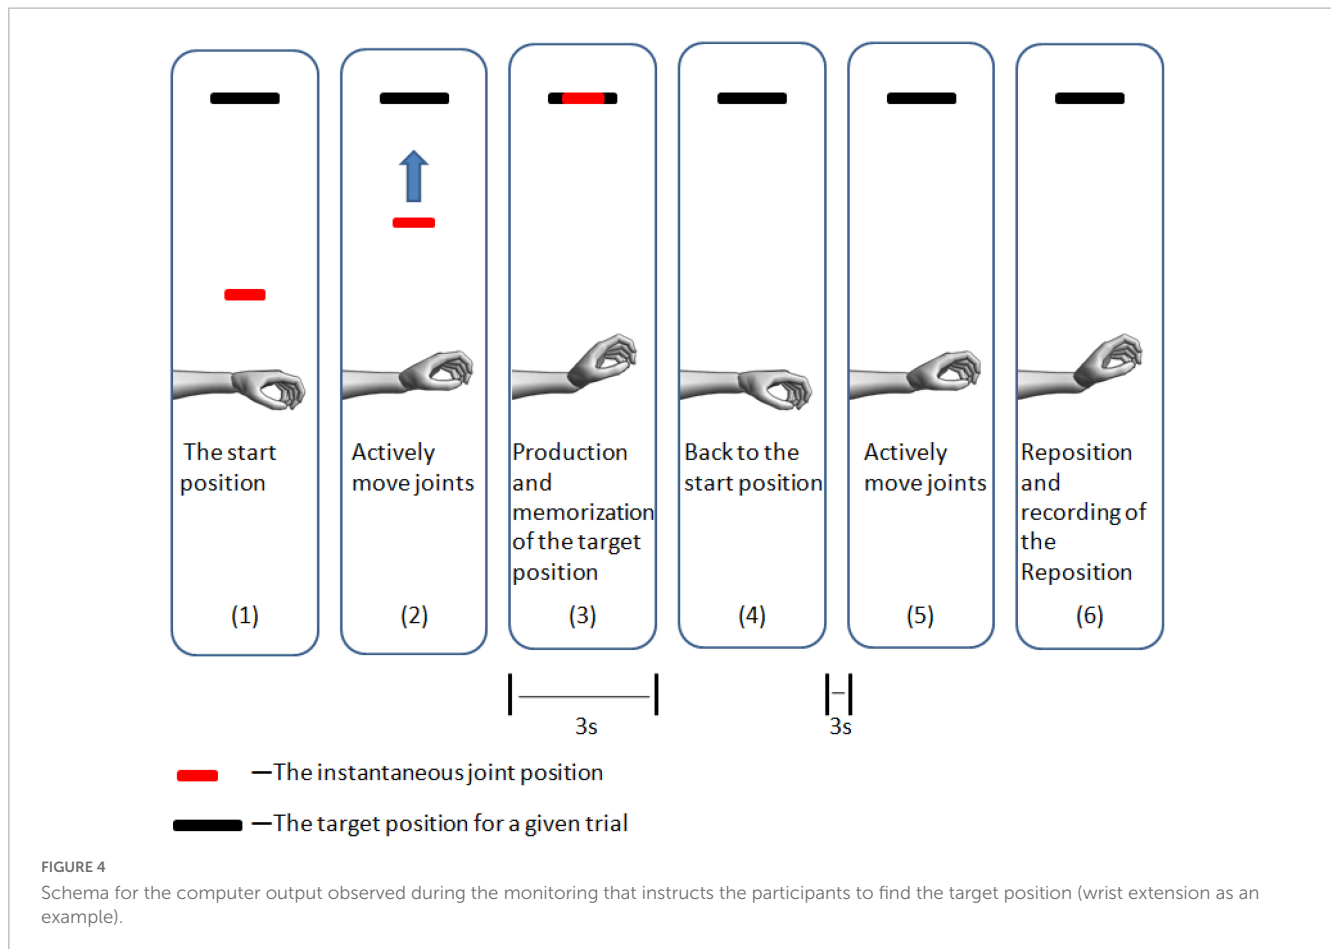 The start
position
(1)
Actively
move joints
(2)
Production
and
memorization
of the target
position
(3)
Back to the
start position
(4)
Actively
move joints
(5)
Reposition
and
recording of
the
Reposition
(6)
3s
3s
—The instantaneous joint position
—The target position for a given trial
FIGURE 4
Schema for the computer output observed during the monitoring that instructs the participants to find the target position (wrist extension as an
example).